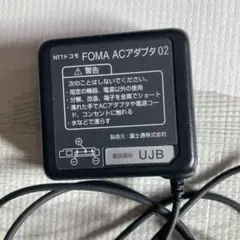 NTTドコモ FOMA ACアダプタ 02
⚠警告
次のことはしないでください。
・指定の機器、電源以外の使用
・分解、改造、端子を金属でショート
・濡れた手でACアダプタや電源コード、コンセントに触れる
・水などで濡らす
製造元：富士通株式会社
UJB